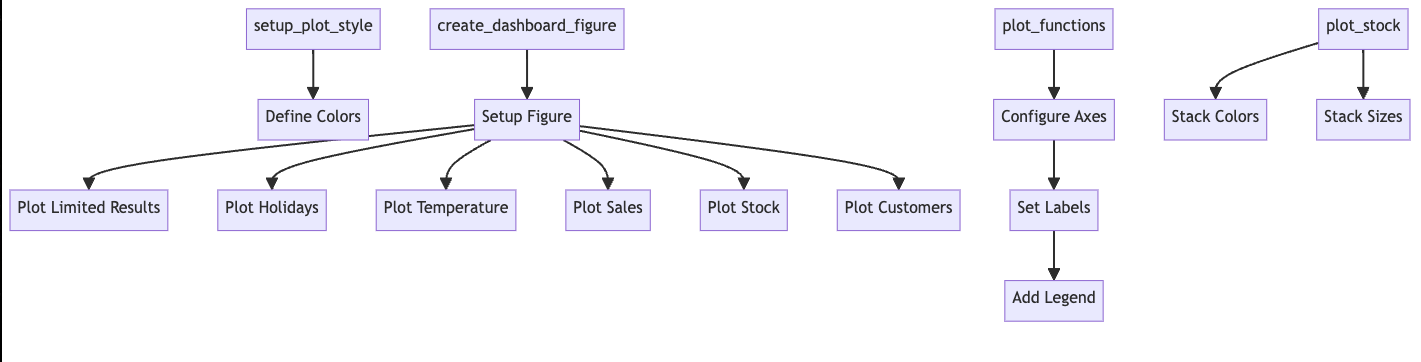 setup_plot_style
create_dashboard_figure
plot_functions
plot_stock
Define Colors
Setup Figure
Configure Axes
Stack Colors
Stack Sizes
Plot Limited Results
Plot Holidays
Plot Temperature
Plot Sales
Plot Stock
Plot Customers
Set Labels
Add Legend